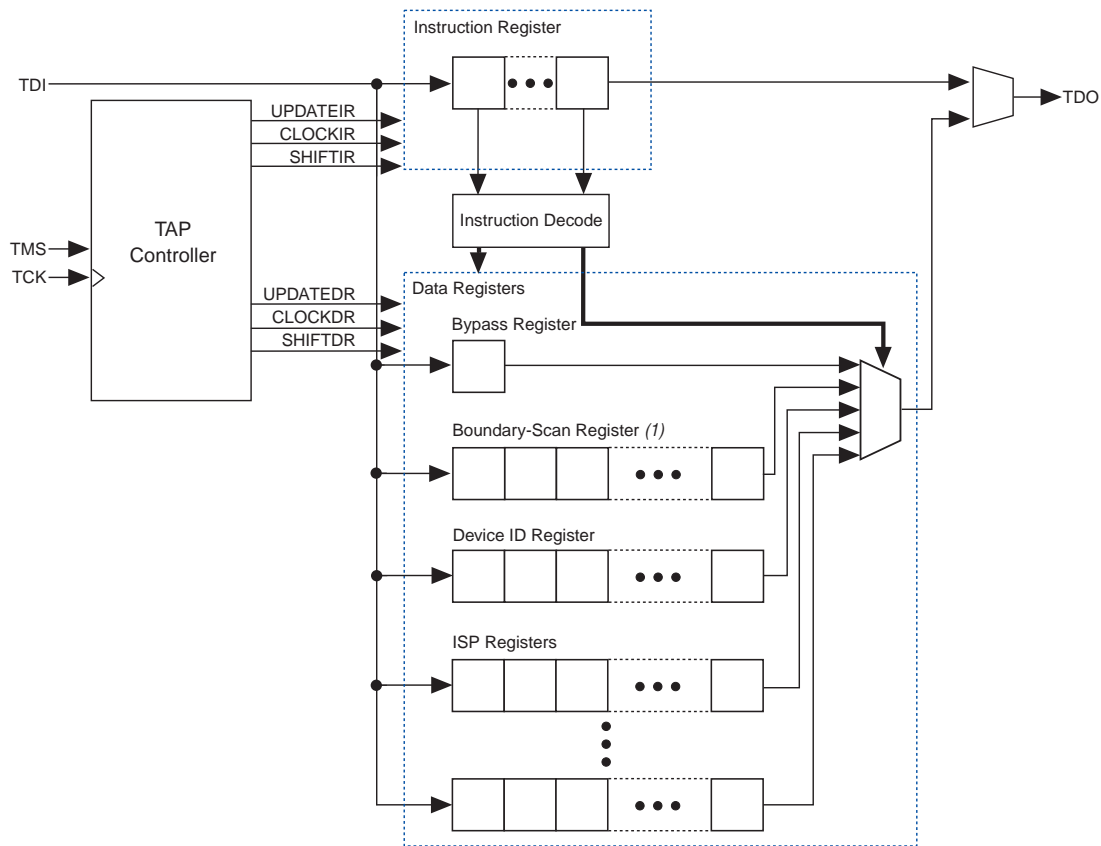 Instruction Register
TDI
TDO
UPDATEIR
CLOCKIR
SHIFTIR
TAP
Controller
Instruction Decode
TMS
TCK
UPDATEDR
CLOCKDR
SHIFTDR
Data Registers
Bypass Register
Boundary-Scan Register (1)
Device ID Register
ISP Registers